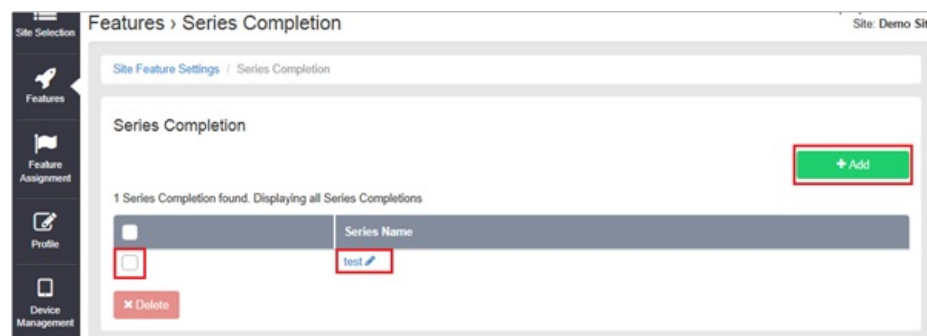 Site Selection
Features › Series Completion
Site: Demo Sit
Site Feature Settings / Series Completion
Features
Series Completion
Feature
Assignment
+ Add
1 Series Completion found. Displaying all Series Completions
Series Name
Profile
test
Device
Management
× Delete